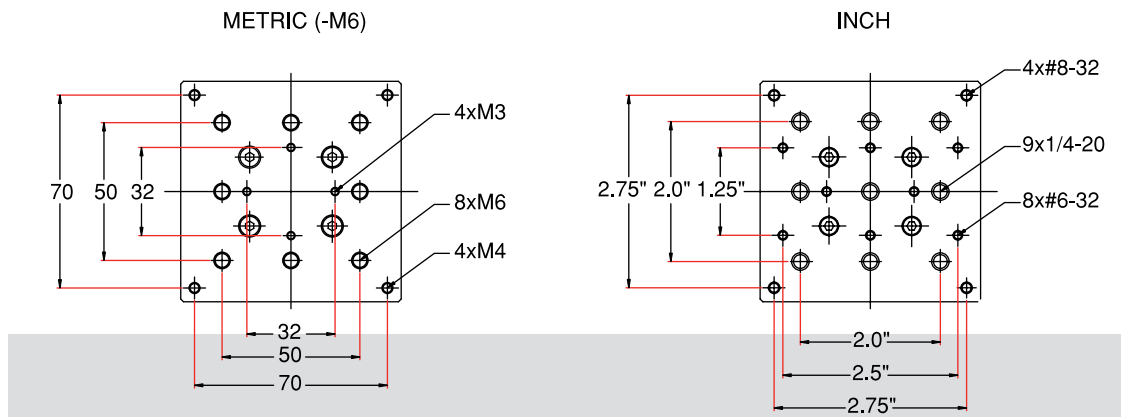 METRIC (-M6)
INCH
4x#8-32
4xM3
9x1/4-20
70
50
32
2.75"
2.0"
1.25"
8xM6
8x#6-32
4xM4
32
50
70
2.0"
2.5"
2.75"